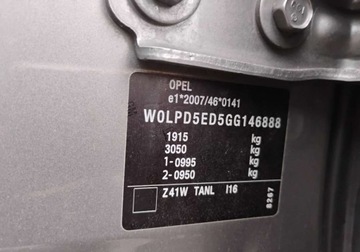 OPEL
e1*2007/46*0141
W0LPD5ED5GG146888
1915 kg
3050 kg
1-0995 kg
2-0950 kg
Z41W TANL I16
8267